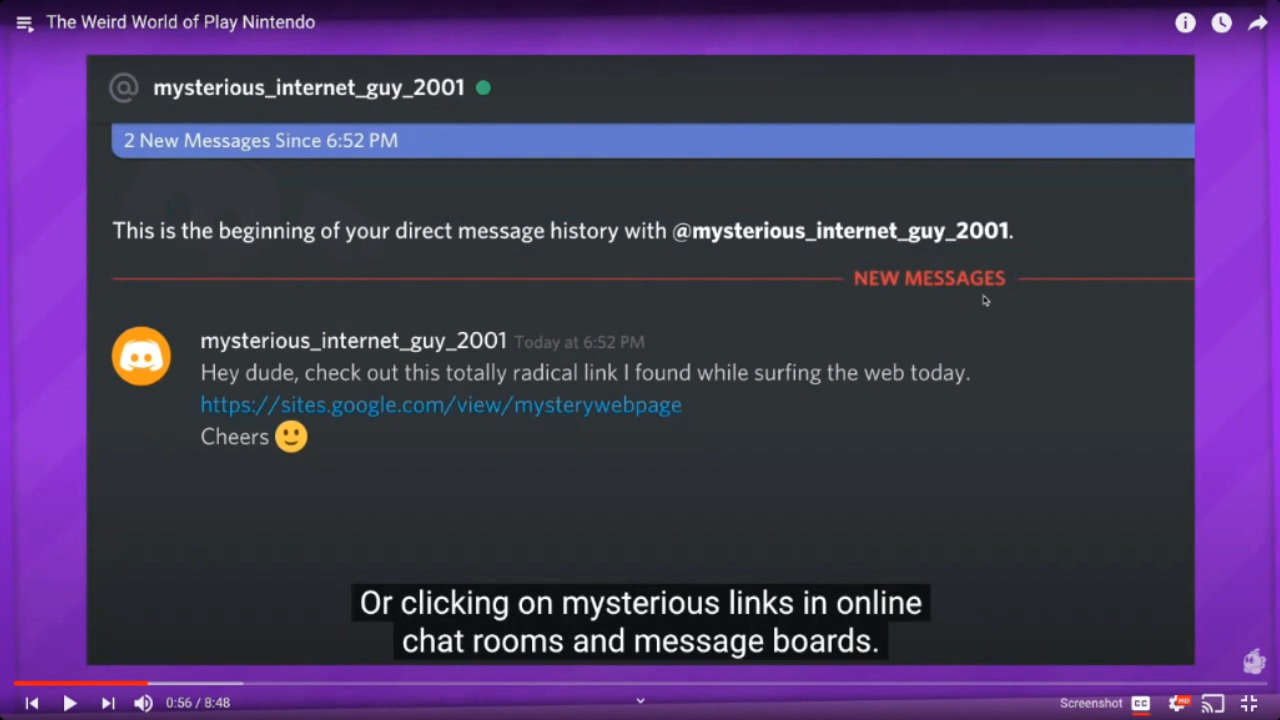 The Weird World of Play Nintendo
@ mysterious_internet_guy_2001
2 New Messages Since 6:52 PM
This is the beginning of your direct message history with @mysterious_internet_guy_2001.
NEW MESSAGES
mysterious_internet_guy_2001 Today at 6:52 PM
Hey dude, check out this totally radical link I found while surfing the web today.
https://sites.google.com/view/mysterywebpage
Cheers 🙂
Or clicking on mysterious links in online
chat rooms and message boards.
0:56 / 8:48
Screenshot CC HD